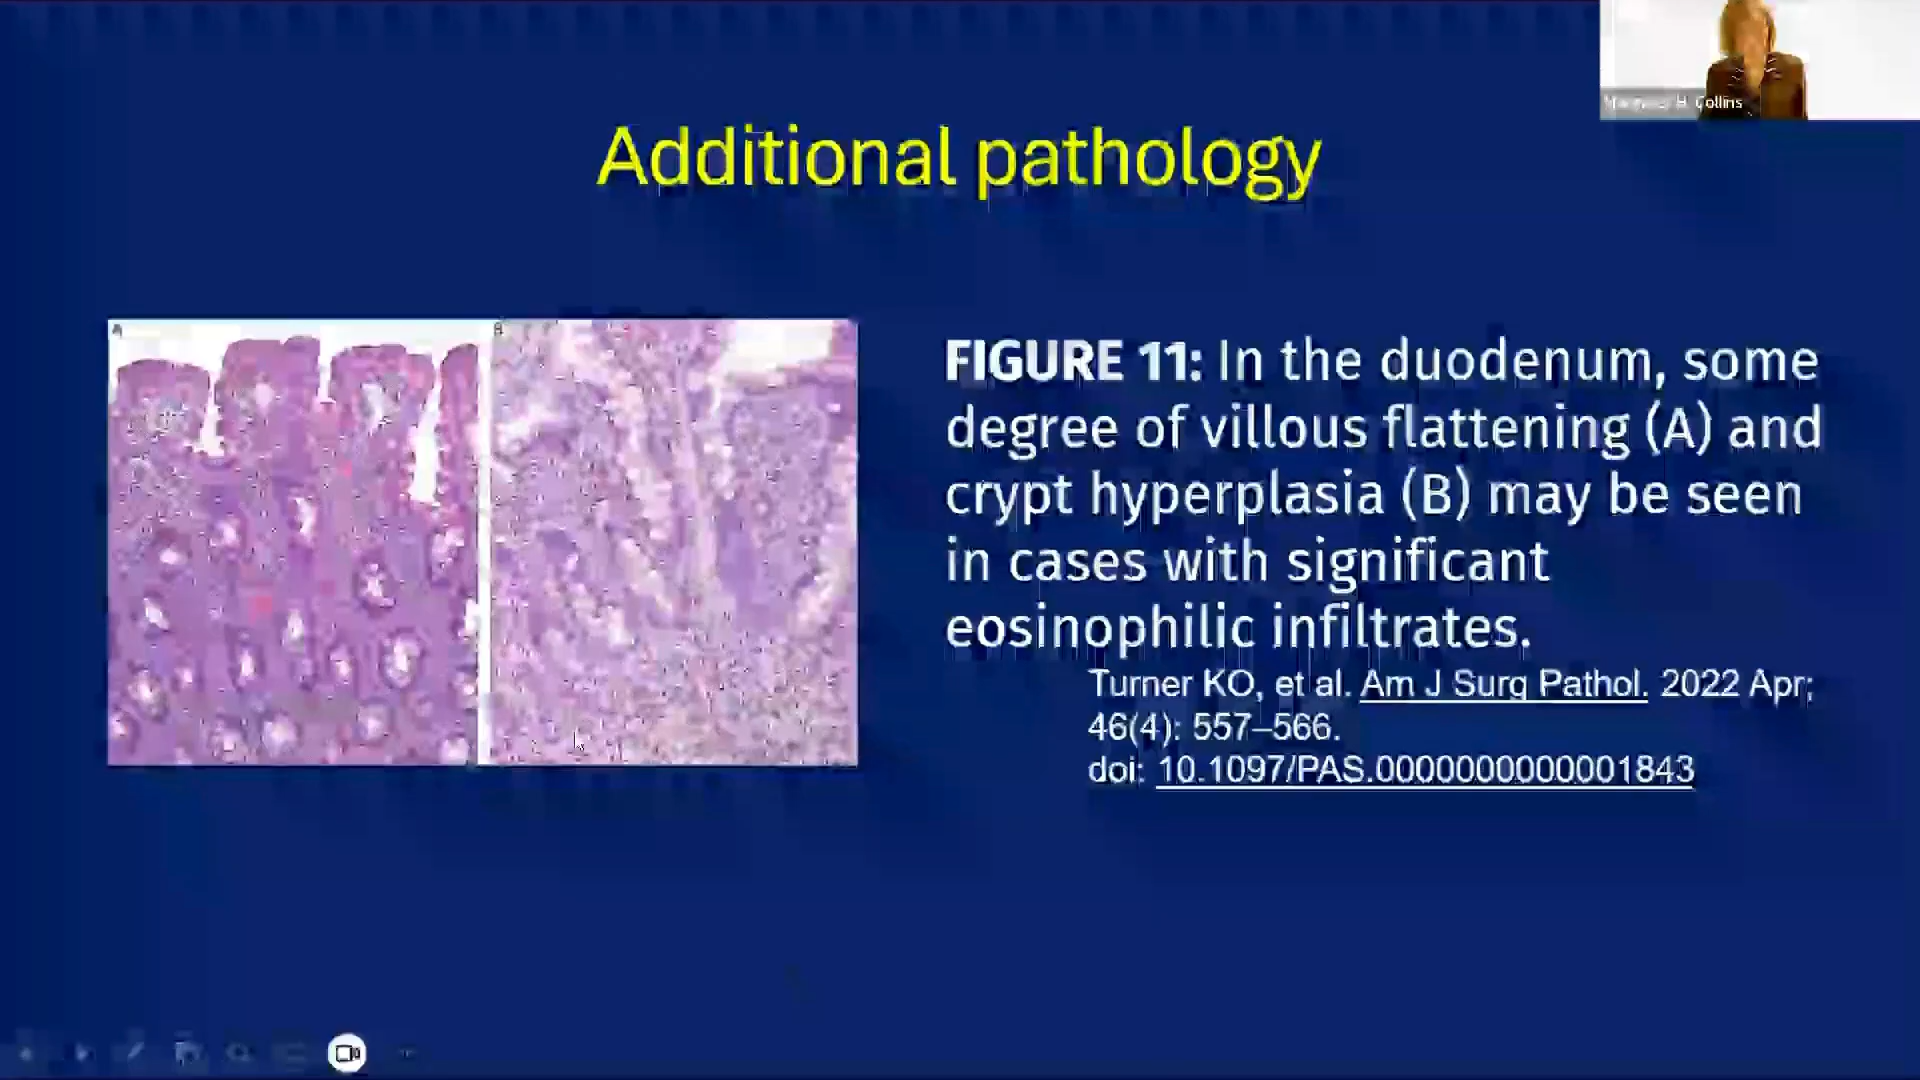 H. Collins
Additional pathology
A
B
FIGURE 11: In the duodenum, some
degree of villous flattening (A) and
crypt hyperplasia (B) may be seen
in cases with significant
eosinophilic infiltrates.
Turner KO, et al. Am J Surg Pathol. 2022 Apr;
46(4): 557–566.
doi: 10.1097/PAS.0000000000001843